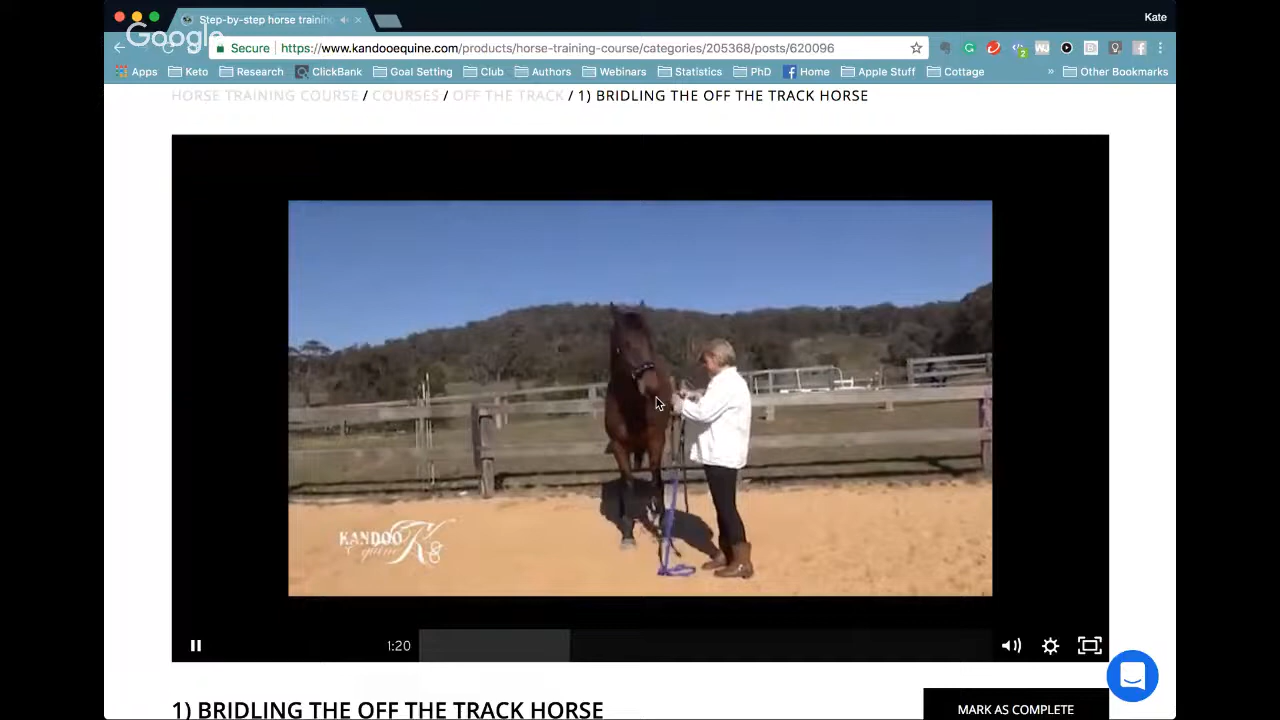 Step-by-step horse training
Kate
Google
Secure https://www.kandooequine.com/products/horse-training-course/categories/205368/posts/620096
Apps Keto Research ClickBank Goal Setting Club Authors Webinars Statistics PhD Home Apple Stuff Cottage » Other Bookmarks
HORSE TRAINING COURSE / COURSES / OFF THE TRACK / 1) BRIDLING THE OFF THE TRACK HORSE
KANDOO
Equine
1:20
1) BRIDLING THE OFF THE TRACK HORSE
MARK AS COMPLETE